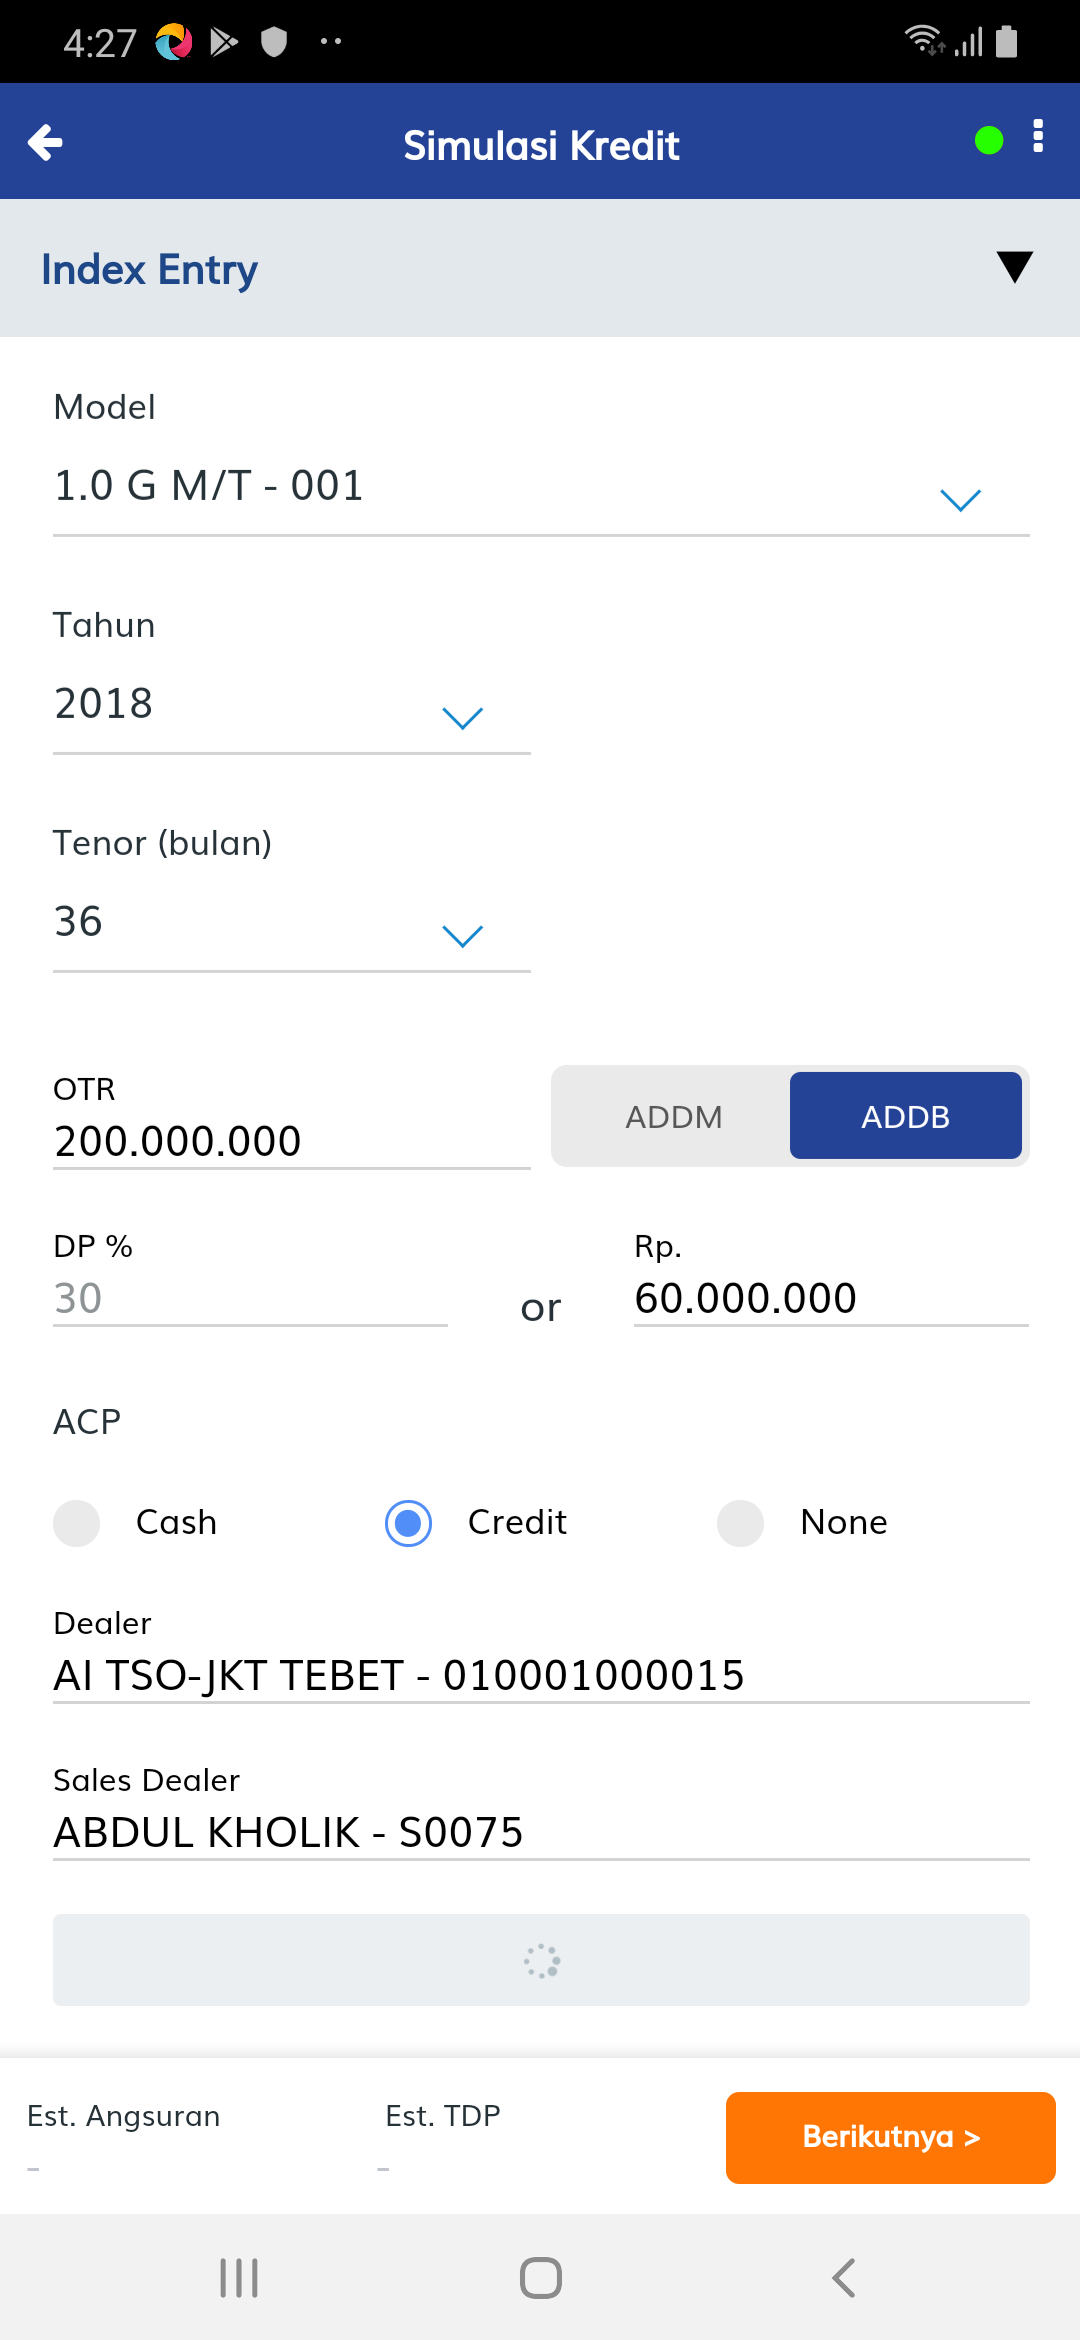 4:27
Simulasi Kredit
Index Entry
Model
1.0 G M/T - 001
Tahun
2018
Tenor (bulan)
36
OTR
200.000.000
ADDM
ADDB
DP %
30
or
Rp.
60.000.000
ACP
Cash
Credit
None
Dealer
AI TSO-JKT TEBET - 010001000015
Sales Dealer
ABDUL KHOLIK - S0075
Est. Angsuran
-
Est. TDP
-
Berikutnya >